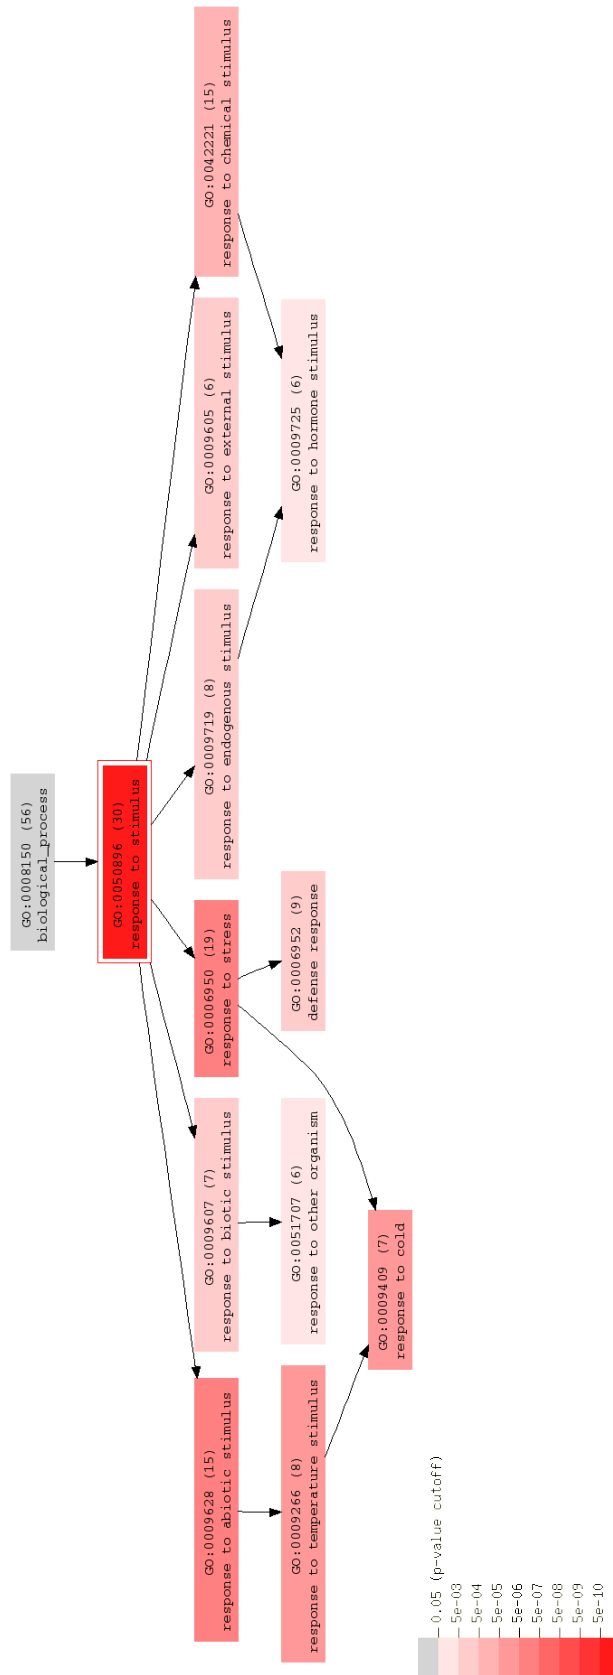 GO:0008150 (56)
biological_process
GO:0050896 (30)
response to stimulus
GO:0009628 (15)
response to abiotic stimulus
GO:0009607 (7)
response to biotic stimulus
GO:0006950 (19)
response to stress
GO:0009719 (8)
response to endogenous stimulus
GO:0009605 (6)
response to external stimulus
GO:0042221 (15)
response to chemical stimulus
GO:0009266 (8)
response to temperature stimulus
GO:0051707 (6)
response to other organism
GO:0006952 (9)
defense response
GO:0009725 (6)
response to hormone stimulus
GO:0009409 (7)
response to cold
0.05 (p-value cutoff)
5e-03
5e-04
5e-05
5e-06
5e-07
5e-08
5e-09
5e-10